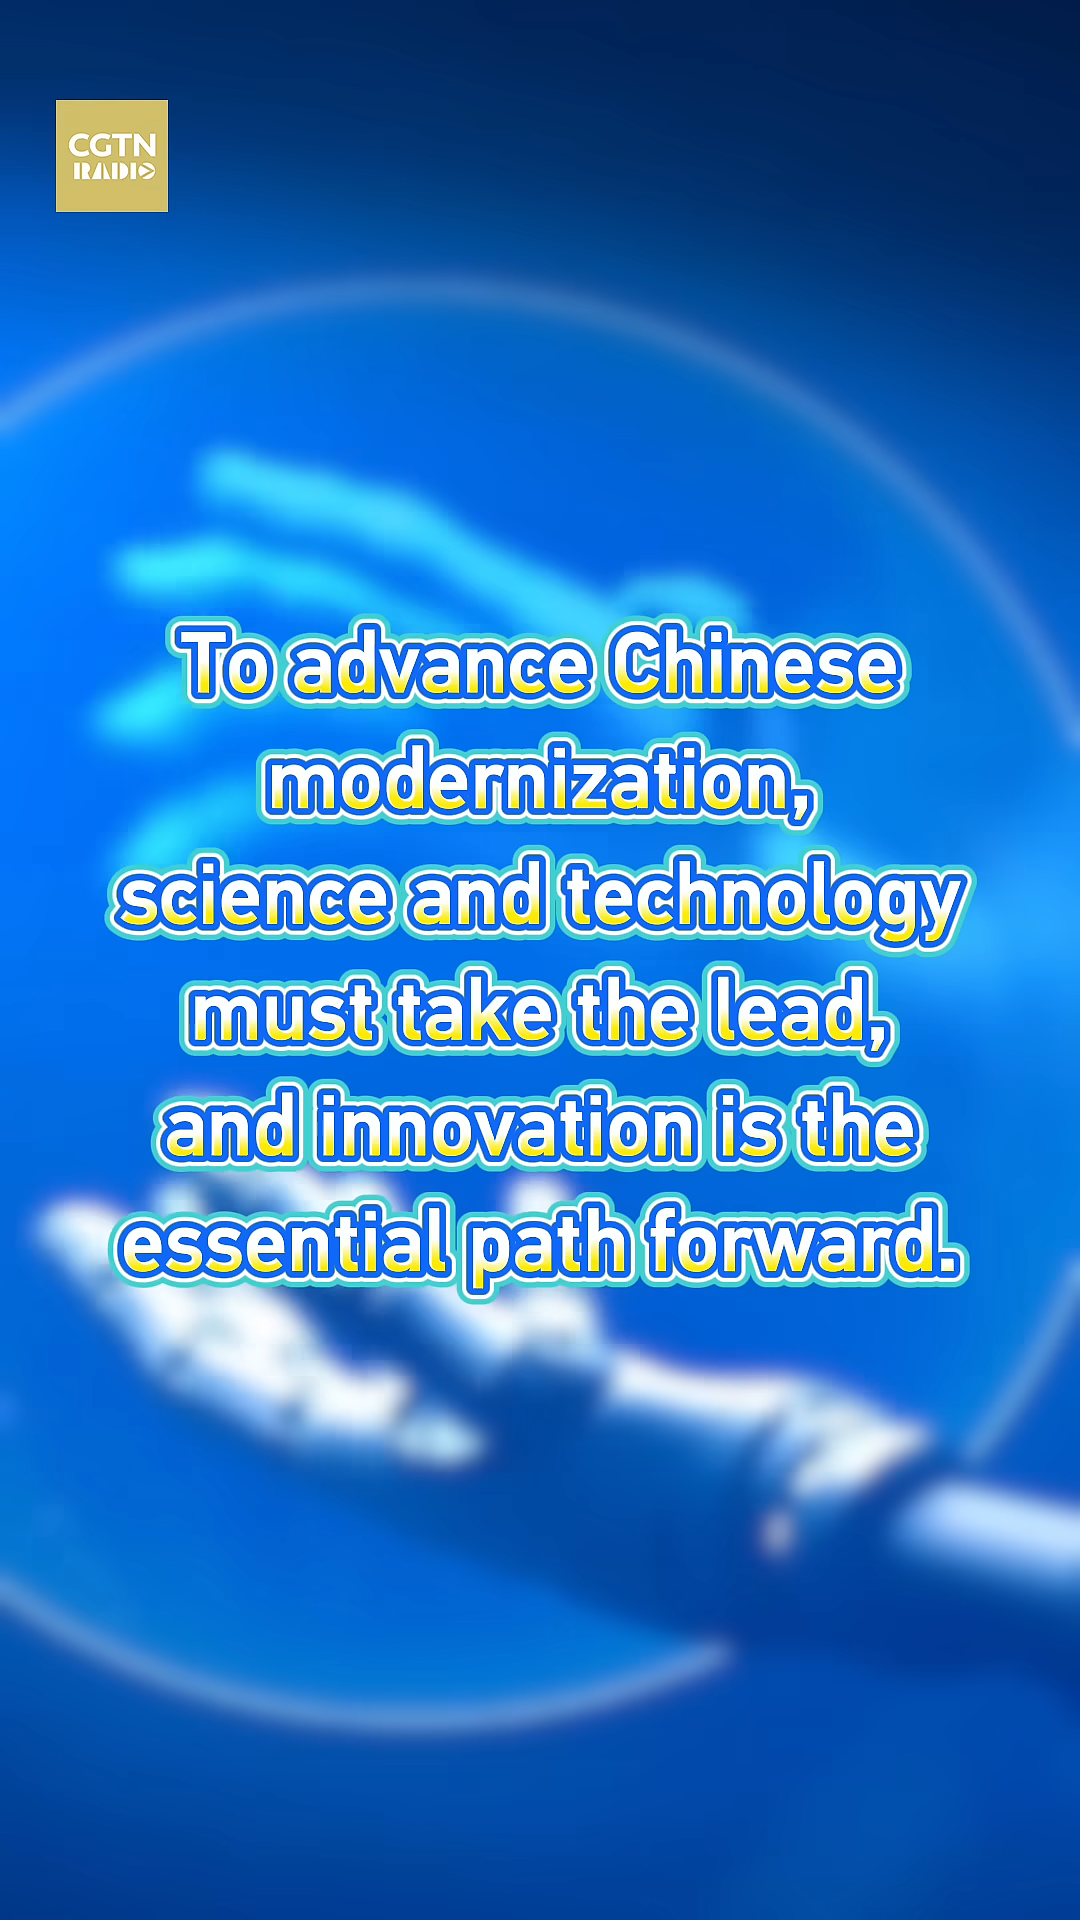 CGTN
RADIO
To advance Chinese
modernization,
science and technology
must take the lead,
and innovation is the
essential path forward.